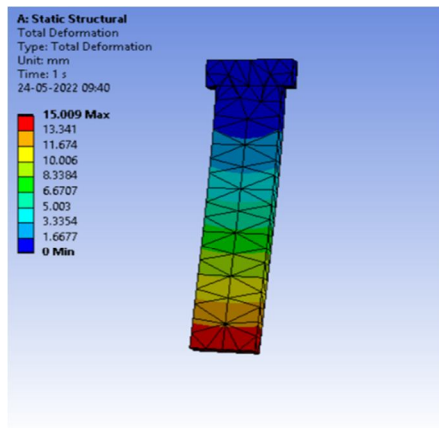 A: Static Structural
Total Deformation
Type: Total Deformation
Unit: mm
Time: 1 s
24-05-2022 09:40
15.009 Max
13.341
11.674
10.006
8.3384
6.6707
5.003
3.3354
1.6677
0 Min